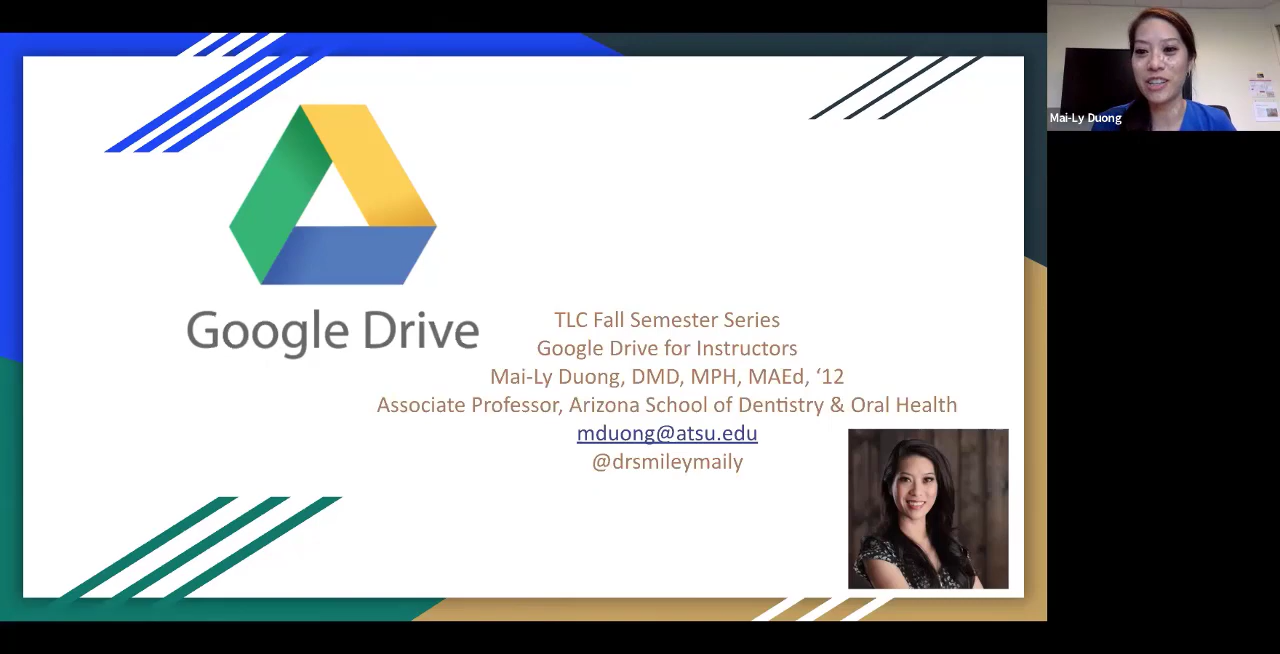 Google Drive
TLC Fall Semester Series
Google Drive for Instructors
Mai-Ly Duong, DMD, MPH, MAEd, ‘12
Associate Professor, Arizona School of Dentistry & Oral Health
mduong@atsu.edu
@drsmileymaily
Mai-Ly Duong